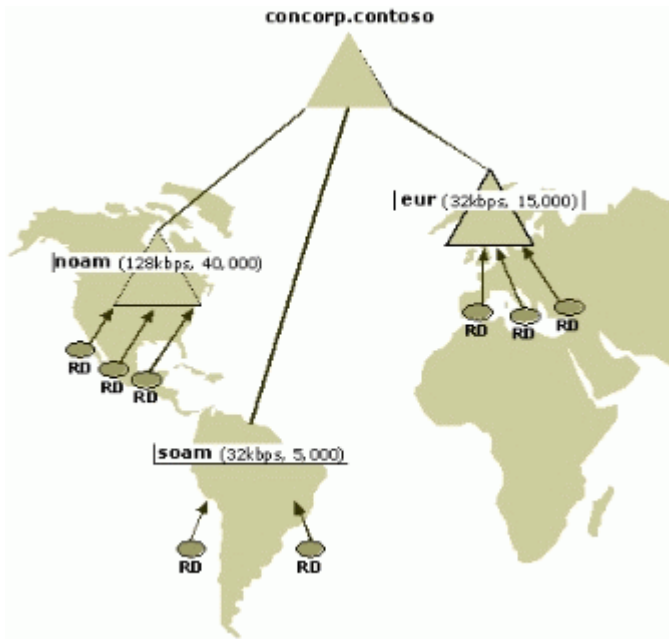 concorp.contoso
eur (32kbps, 15,000)
noam (128kbps, 40,000)
RD
RD
RD
RD
RD
RD
soam (32kbps, 5,000)
RD
RD